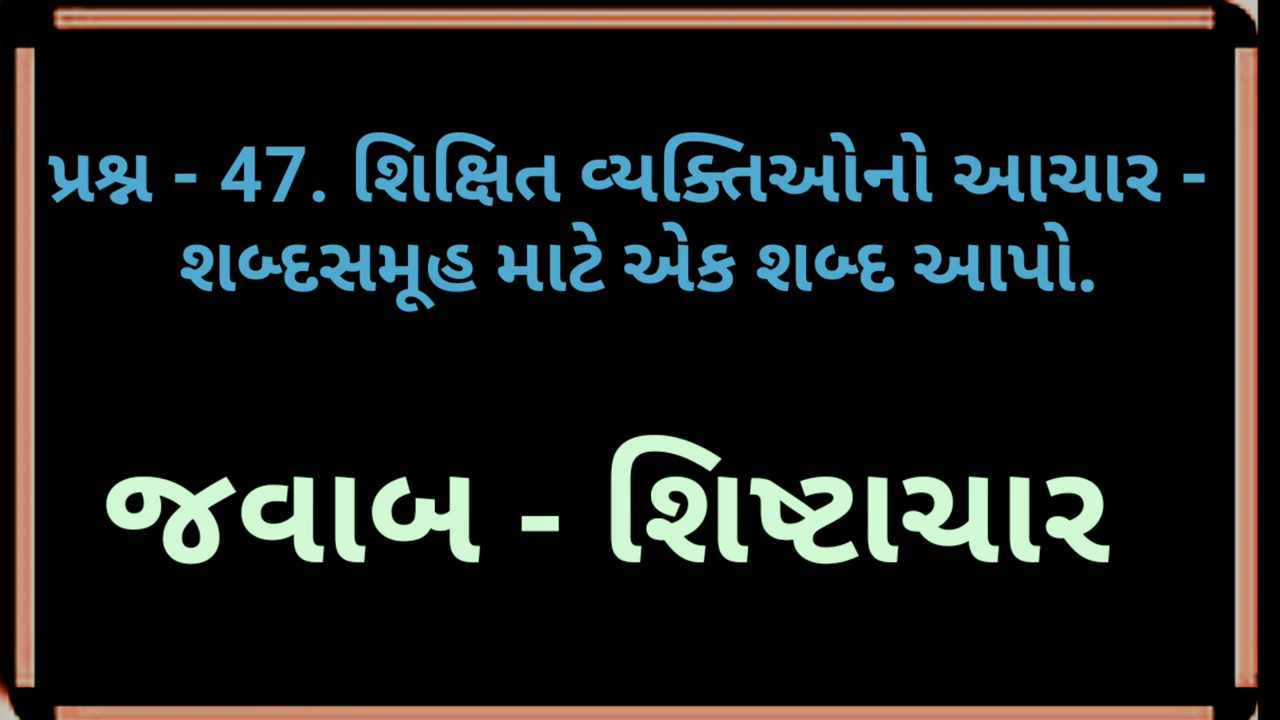 પ્રશ્ન - 47. શિક્ષિત વ્યક્તિઓનો આચાર -
શબ્દસમૂહ માટે એક શબ્દ આપો.
જવાબ - શિષ્ટાચાર